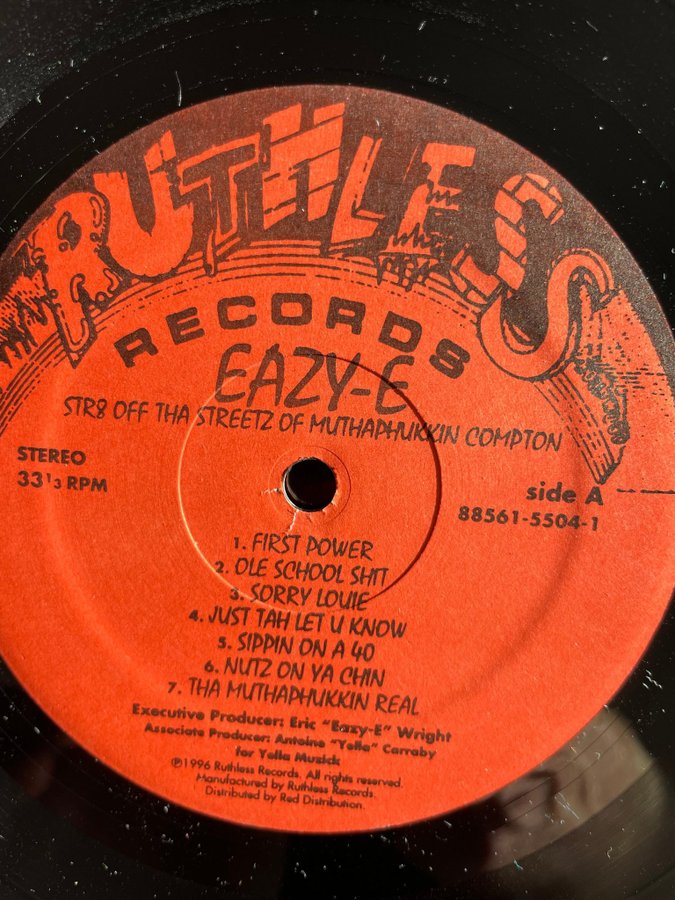 RUTHLESS
RECORDS
EAZY-E
STR8 OFF THA STREETZ OF MUTHAPHUKKIN COMPTON
STEREO
33⅓ RPM
side A
88561-5504-1
1. FIRST POWER
2. OLE SCHOOL SHIT
3. SORRY LOUIE
4. JUST TAH LET U KNOW
5. SIPPIN ON A 40
6. NUTZ ON YA CHIN
7. THA MUTHAPHUKKIN REAL
Executive Producer: Eric "Eazy-E" Wright
Associate Producer: Antoine "Yella" Carraby
for Yella Muzick
℗1996 Ruthless Records. All rights reserved.
Manufactured by Ruthless Records.
Distributed by Red Distribution.